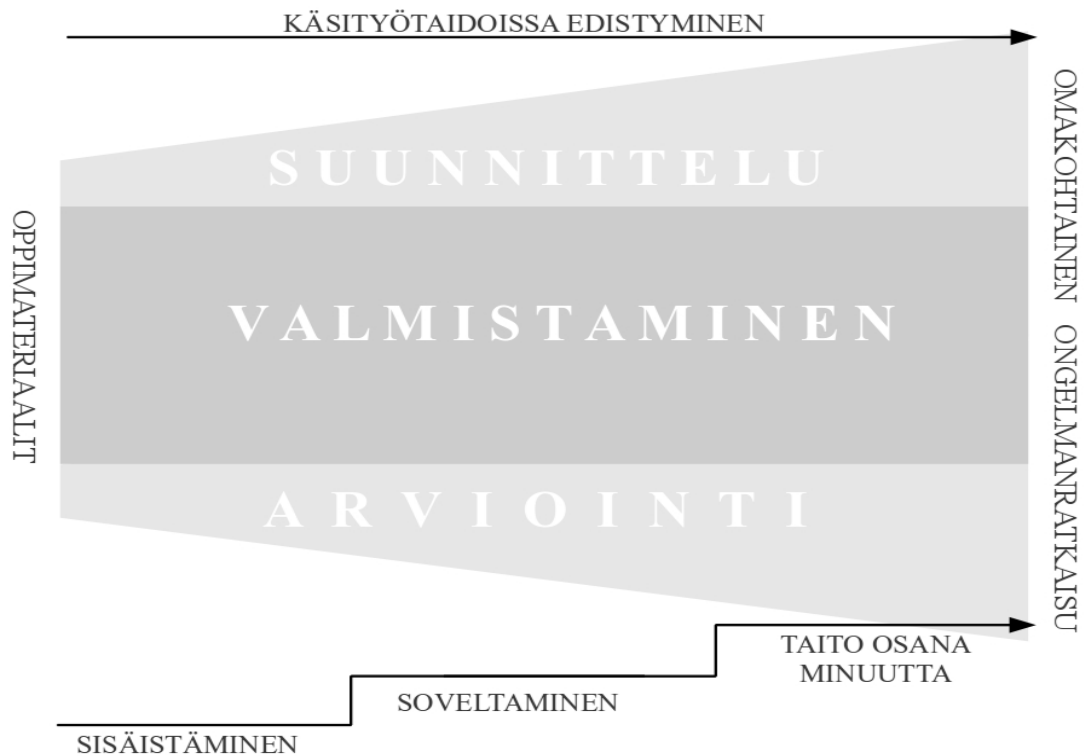 KÄSITYÖTAIDOISSA EDISTYMINEN
OPPIMATERIAALIT
SUUNNITTELU
VALMISTAMINEN
ARVIOINTI
OMAKOHTAINEN ONGELMANRATKAISU
TAITO OSANA
MINUUTTA
SOVELTAMINEN
SISÄISTÄMINEN